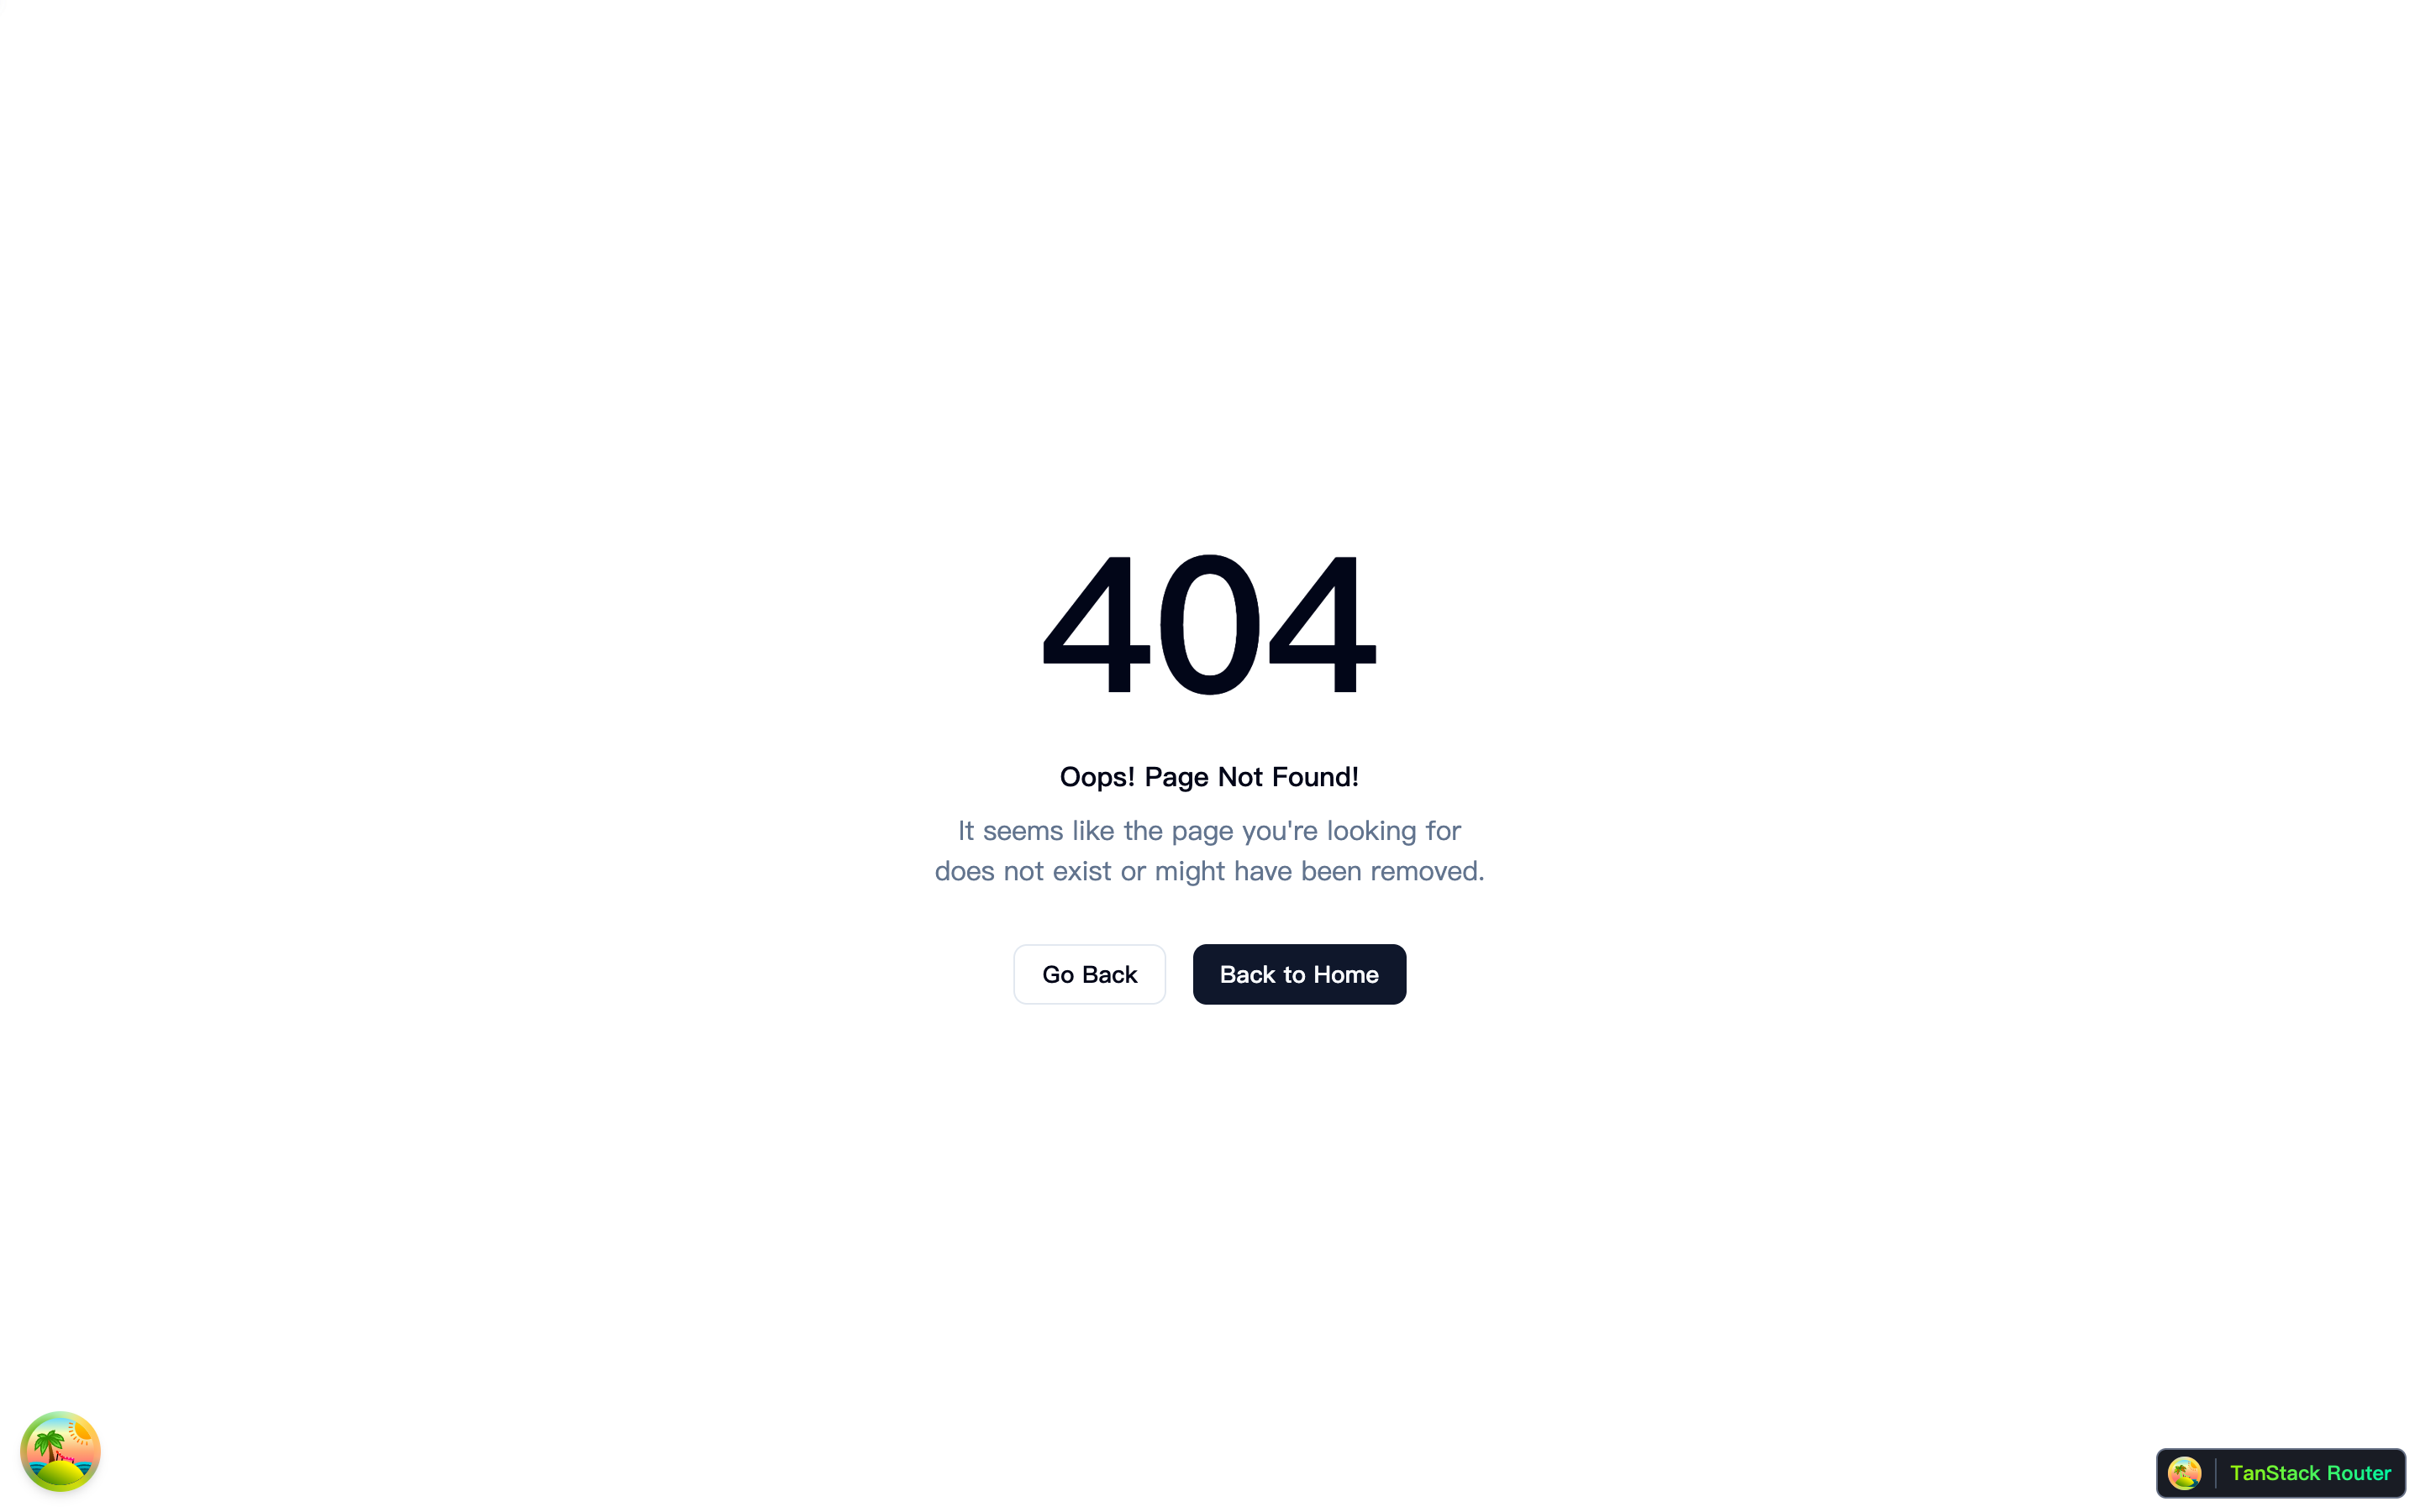 404
Oops! Page Not Found!
It seems like the page you're looking for
does not exist or might have been removed.
Go Back
Back to Home
TanStack Router